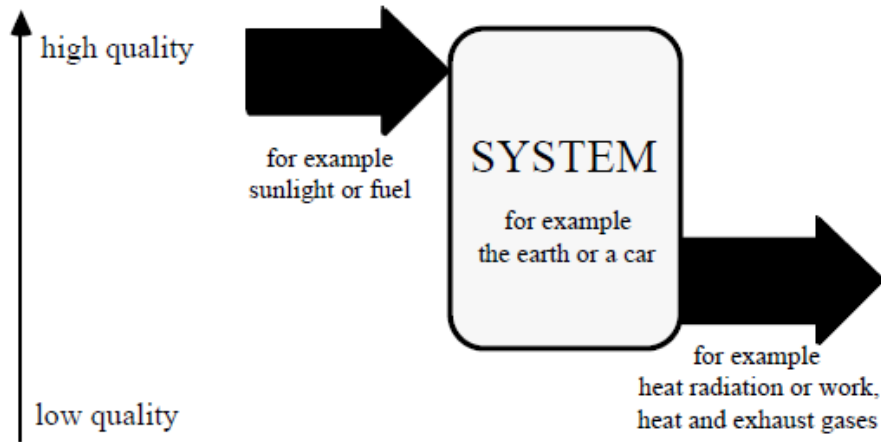 high quality
for example
sunlight or fuel
SYSTEM
for example
the earth or a car
for example
heat radiation or work,
heat and exhaust gases
low quality